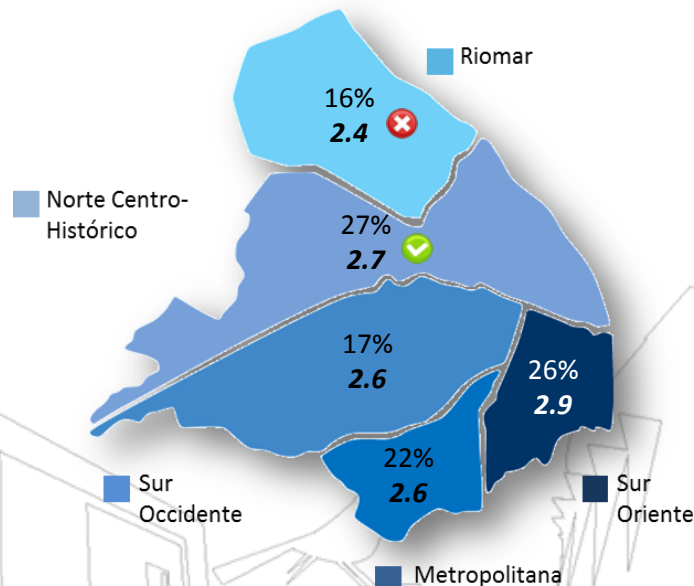 Riomar
16%
2.4
Norte Centro-
Histórico
27%
2.7
17%
2.6
26%
2.9
22%
2.6
Sur
Occidente
Sur
Oriente
Metropolitana